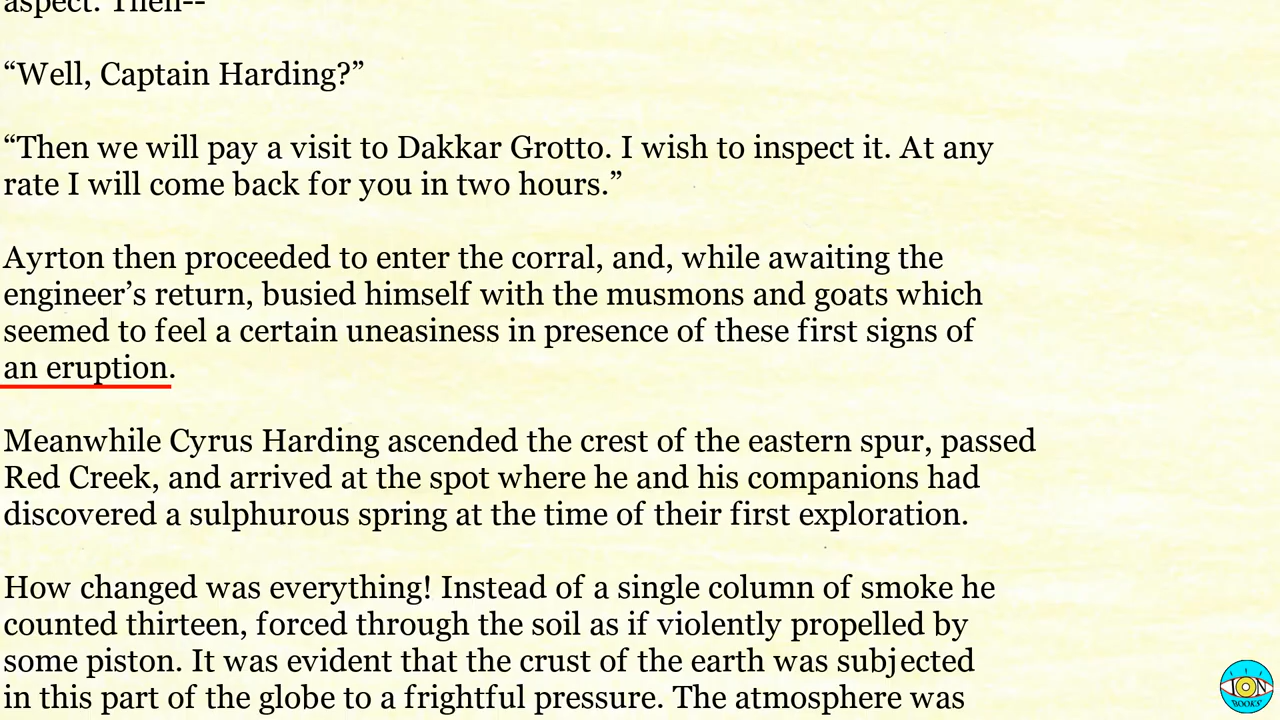 aspect. Then--
“Well, Captain Harding?”
“Then we will pay a visit to Dakkar Grotto. I wish to inspect it. At any
rate I will come back for you in two hours.”
Ayrton then proceeded to enter the corral, and, while awaiting the
engineer’s return, busied himself with the musmons and goats which
seemed to feel a certain uneasiness in presence of these first signs of
an eruption.
Meanwhile Cyrus Harding ascended the crest of the eastern spur, passed
Red Creek, and arrived at the spot where he and his companions had
discovered a sulphurous spring at the time of their first exploration.
How changed was everything! Instead of a single column of smoke he
counted thirteen, forced through the soil as if violently propelled by
some piston. It was evident that the crust of the earth was subjected
in this part of the globe to a frightful pressure. The atmosphere was
ION
BOOKS